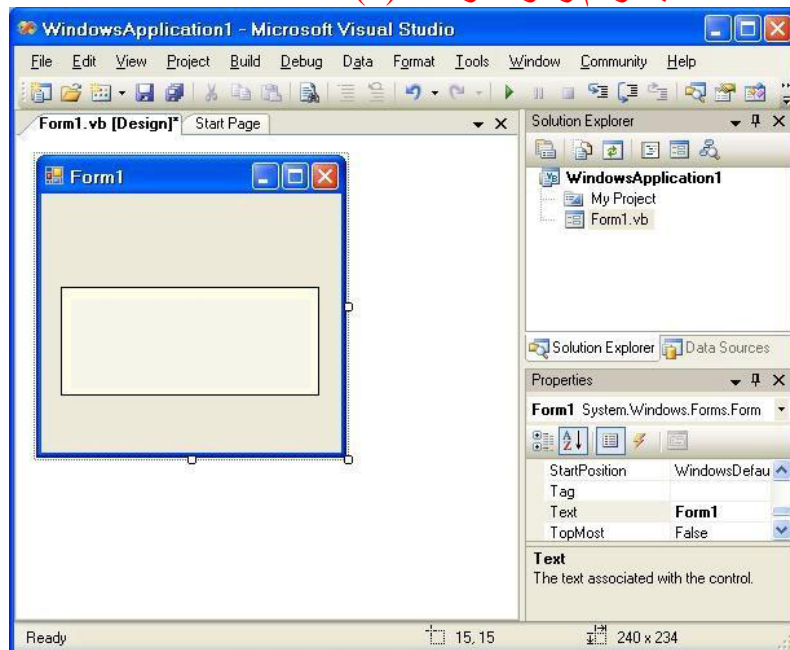 WindowsApplication1 - Microsoft Visual Studio
File Edit View Project Build Debug Data Format Tools Window Community Help
Form1.vb [Design]* Start Page
Form1
Solution Explorer
WindowsApplication1
My Project
Form1.vb
Solution Explorer Data Sources
Properties
Form1 System.Windows.Forms.Form
StartPosition WindowsDefau
Tag
Text Form1
TopMost False
Text
The text associated with the control.
Ready 15, 15 240 x 234